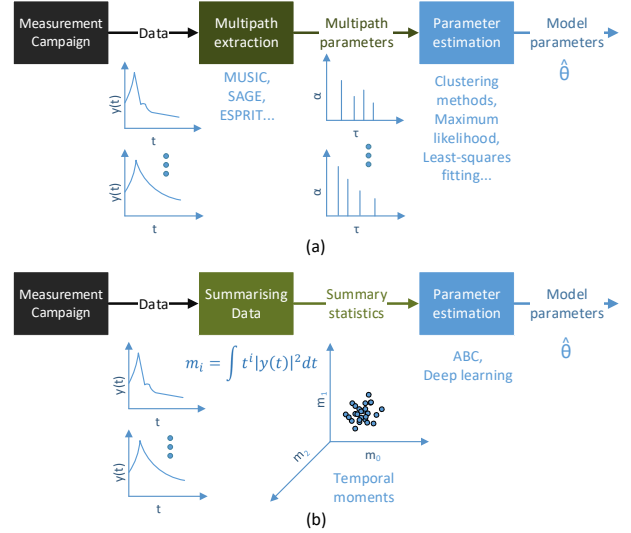 Measurement
Campaign
Data
Multipath
extraction
Multipath
parameters
Parameter
estimation
Model
parameters
θ̂
MUSIC,
SAGE,
ESPRIT...
Clustering
methods,
Maximum
likelihood,
Least-squares
fitting...
y(t)
t
α
τ
y(t)
t
α
τ
(a)
Measurement
Campaign
Data
Summarising
Data
Summary
statistics
Parameter
estimation
Model
parameters
θ̂
m_i = ∫ t^i |y(t)|^2 dt
ABC,
Deep learning
y(t)
t
m_1
m_0
m_2
Temporal
moments
y(t)
t
(b)